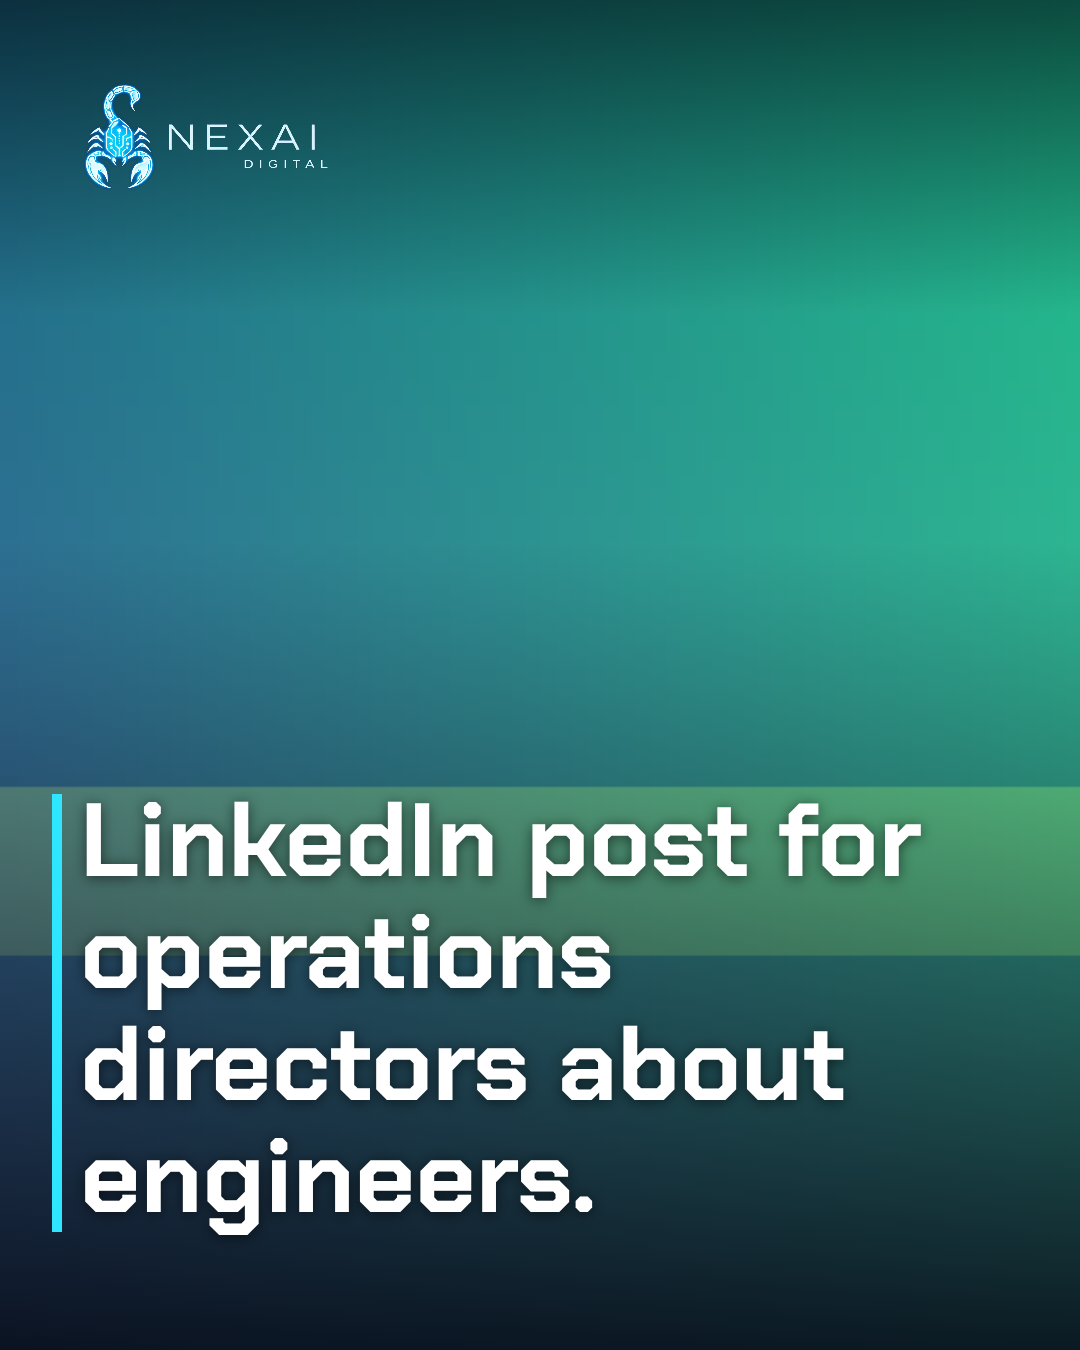 NEXAI
DIGITAL
LinkedIn post for
operations
directors about
engineers.